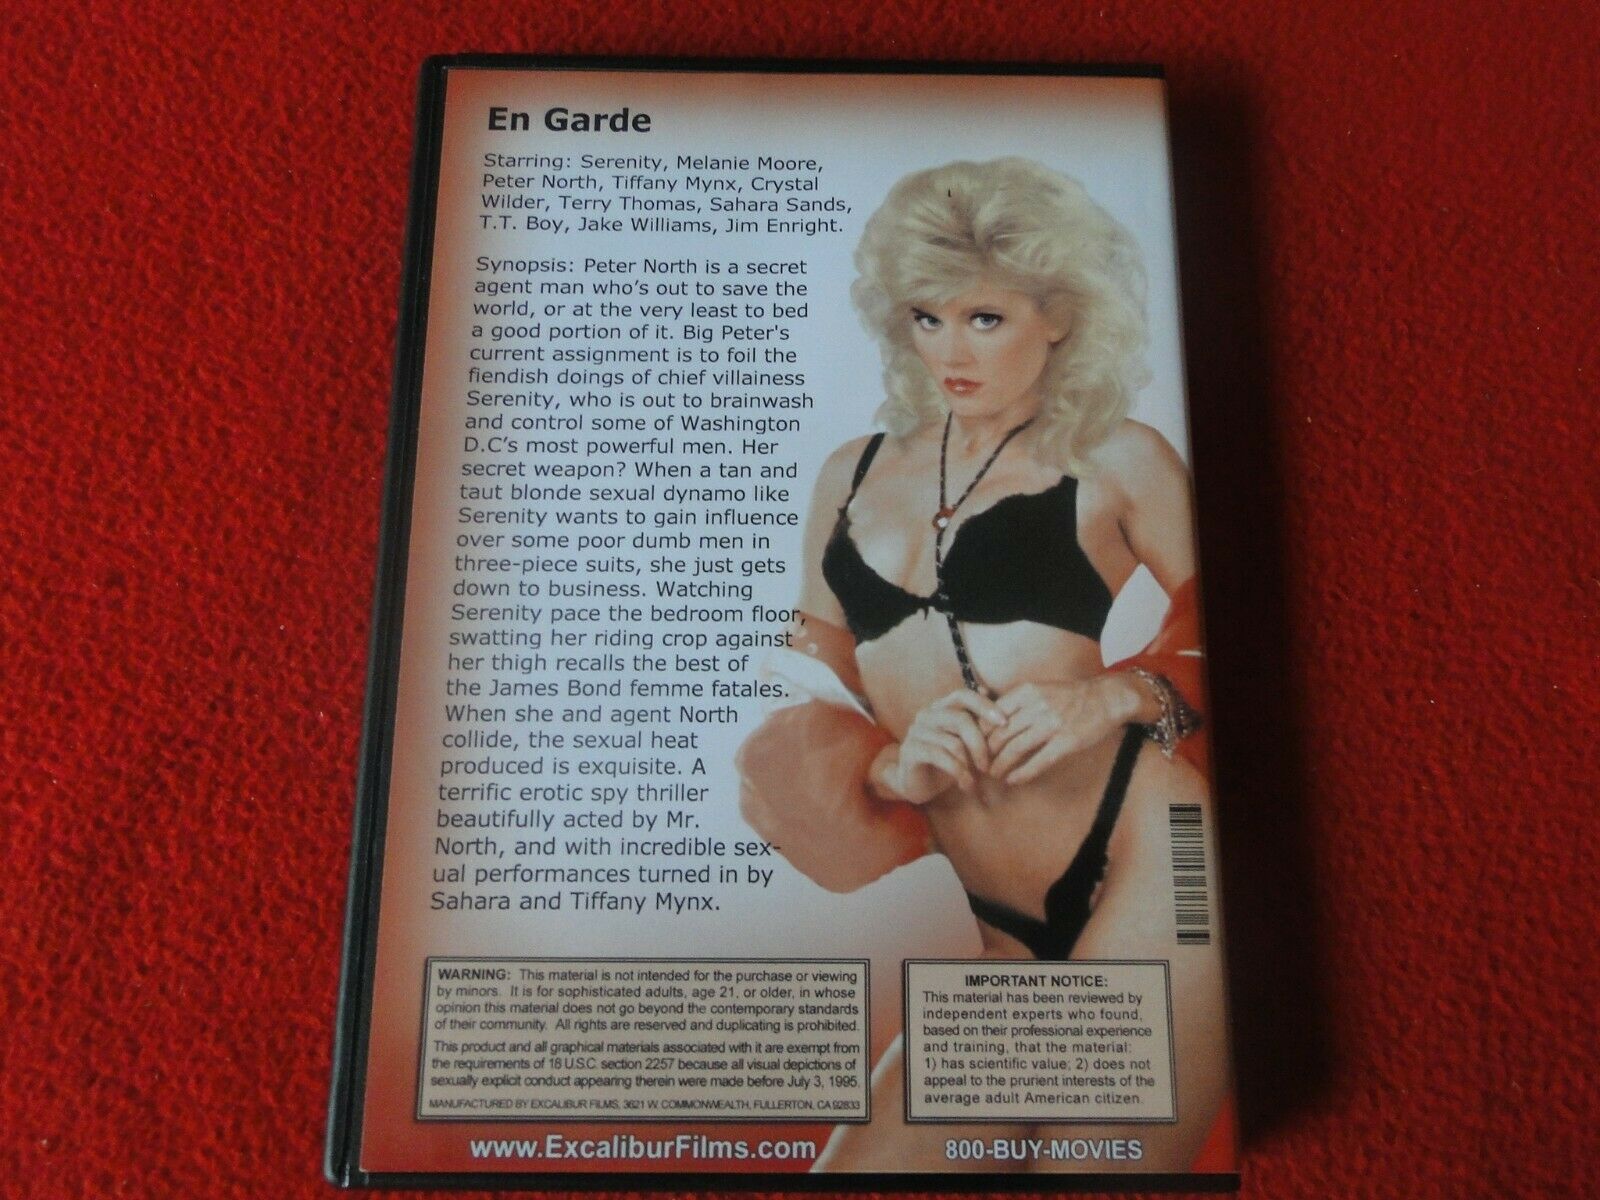 En Garde
Starring: Serenity, Melanie Moore,
Peter North, Tiffany Mynx, Crystal
Wilder, Terry Thomas, Sahara Sands,
T.T. Boy, Jake Williams, Jim Enright.
Synopsis: Peter North is a secret
agent man who's out to save the
world, or at the very least to bed
a good portion of it. Big Peter's
current assignment is to foil the
fiendish doings of chief villainess
Serenity, who is out to brainwash
and control some of Washington
D.C's most powerful men. Her
secret weapon? When a tan and
taut blonde sexual dynamo like
Serenity wants to gain influence
over some poor dumb men in
three-piece suits, she just gets
down to business. Watching
Serenity pace the bedroom floor,
swatting her riding crop against
her thigh recalls the best of
the James Bond femme fatales.
When she and agent North
collide, the sexual heat
produced is exquisite. A
terrific erotic spy thriller
beautifully acted by Mr.
North, and with incredible sex-
ual performances turned in by
Sahara and Tiffany Mynx.
WARNING: This material is not intended for the purchase or viewing
by minors. It is for sophisticated adults, age 21, or older, in whose
opinion this material does not go beyond the contemporary standards
of their community. All rights are reserved and duplicating is prohibited.
This product and all graphical materials associated with it are exempt from
the requirements of 18 U.S.C. section 2257 because all visual depictions of
sexually explicit conduct appearing therein were made before July 3, 1995.
MANUFACTURED BY EXCALIBUR FILMS, 3621 W. COMMONWEALTH, FULLERTON, CA 92833
IMPORTANT NOTICE:
This material has been reviewed by
independent experts who found,
based on their professional experience
and training, that the material:
1) has scientific value; 2) does not
appeal to the prurient interests of the
average adult American citizen.
www.ExcaliburFilms.com
800-BUY-MOVIES